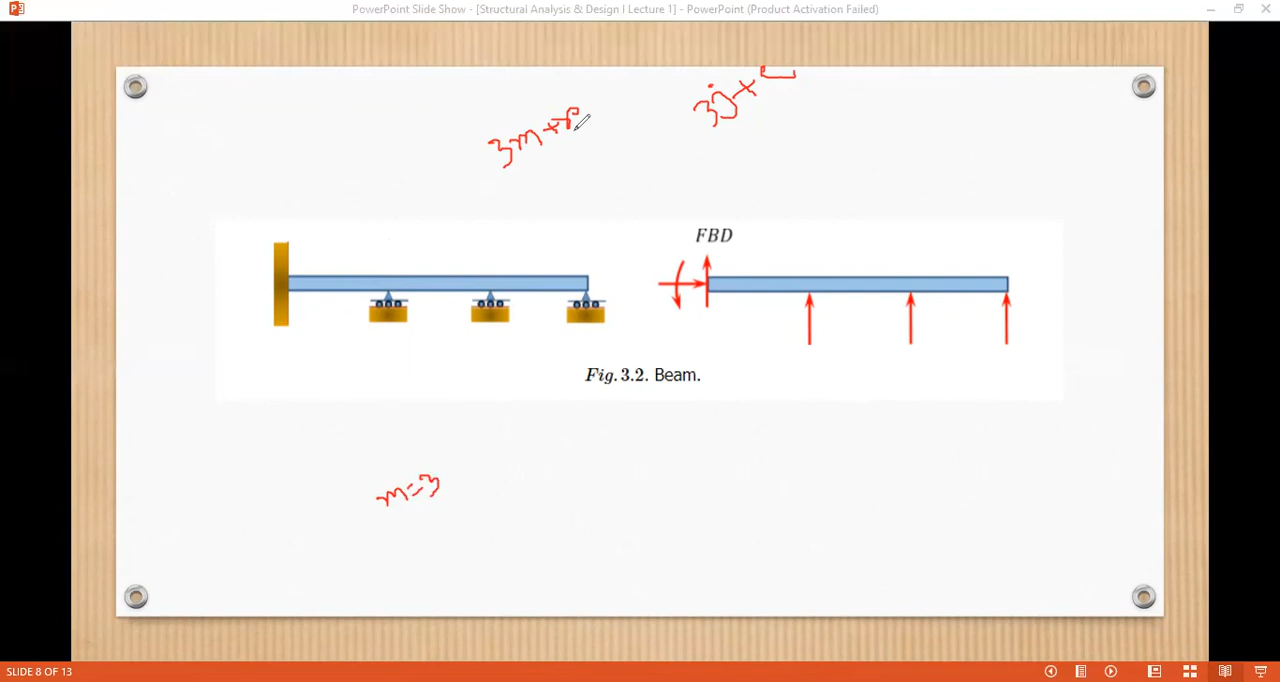 PowerPoint Slide Show - [Structural Analysis & Design I Lecture 1] - PowerPoint (Product Activation Failed)
3m+r
3j+c
FBD
Fig. 3.2. Beam.
m=3
SLIDE 8 OF 13